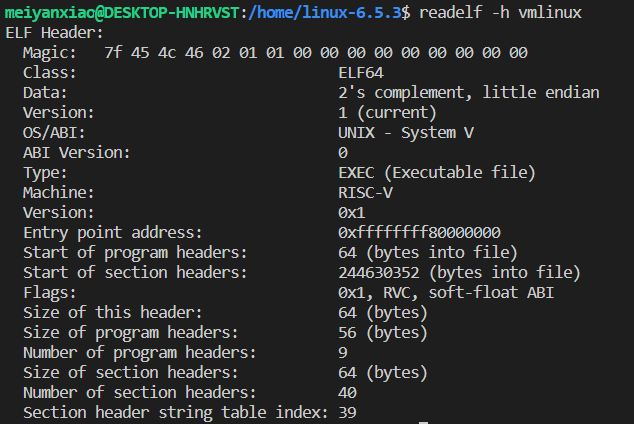 meiyanxiao@DESKTOP-HNHRVST:/home/linux-6.5.3$ readelf -h vmlinux
ELF Header:
  Magic:   7f 45 4c 46 02 01 01 00 00 00 00 00 00 00 00 00
  Class:                             ELF64
  Data:                              2's complement, little endian
  Version:                           1 (current)
  OS/ABI:                            UNIX - System V
  ABI Version:                       0
  Type:                              EXEC (Executable file)
  Machine:                           RISC-V
  Version:                           0x1
  Entry point address:               0xffffffff80000000
  Start of program headers:          64 (bytes into file)
  Start of section headers:          244630352 (bytes into file)
  Flags:                             0x1, RVC, soft-float ABI
  Size of this header:               64 (bytes)
  Size of program headers:           56 (bytes)
  Number of program headers:         9
  Size of section headers:           64 (bytes)
  Number of section headers:         40
  Section header string table index: 39